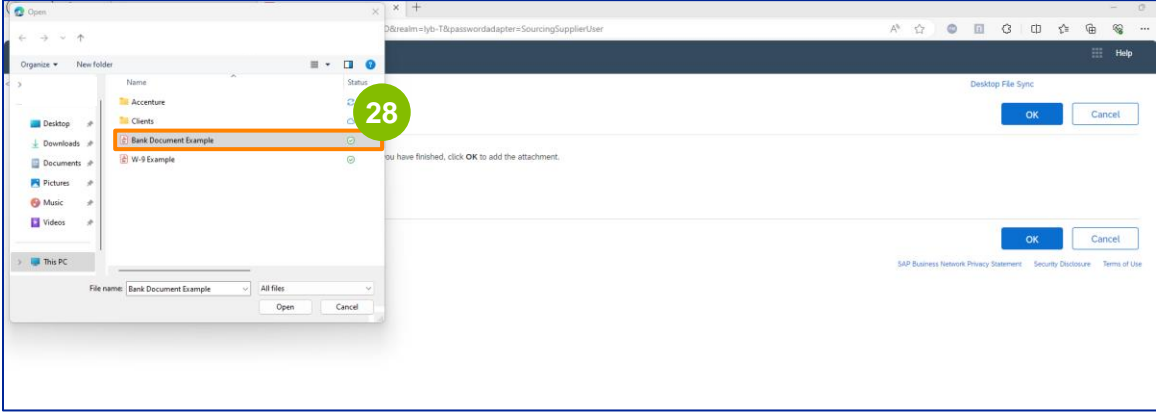 Open
D&realm=lyb-T&passwordadapter=SourcingSupplierUser
Help
Organize New folder
Name Status
Desktop File Sync
Accenture
OK Cancel
28
Desktop
Clients
Downloads
Bank Document Example
Documents
W-9 Example
ou have finished, click OK to add the attachment.
Pictures
Music
Videos
OK Cancel
This PC
SAP Business Network Privacy Statement Security Disclosure Terms of Use
File name: Bank Document Example All files
Open Cancel